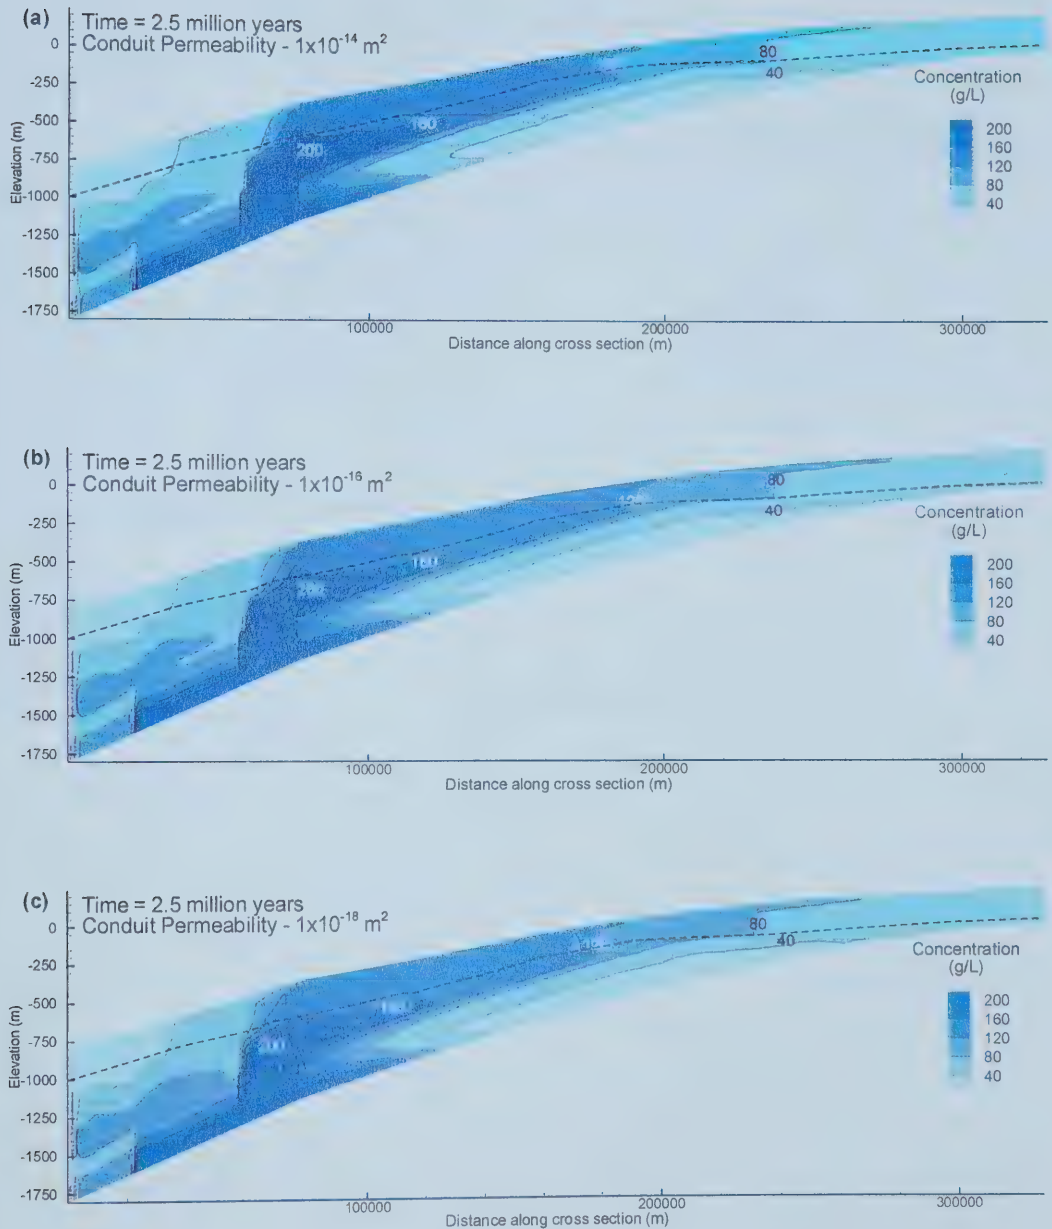 (a)
Time = 2.5 million years
Conduit Permeability - 1x10⁻¹⁴ m²
Elevation (m)
0
-250
-500
-750
-1000
-1250
-1500
-1750
80
40
160
200
Concentration
(g/L)
200
160
120
80
40
100000
200000
300000
Distance along cross section (m)
(b)
Time = 2.5 million years
Conduit Permeability - 1x10⁻¹⁶ m²
Elevation (m)
0
-250
-500
-750
-1000
-1250
-1500
-1750
80
40
160
Concentration
(g/L)
200
160
120
80
40
100000
200000
300000
Distance along cross section (m)
(c)
Time = 2.5 million years
Conduit Permeability - 1x10⁻¹⁸ m²
Elevation (m)
0
-250
-500
-750
-1000
-1250
-1500
-1750
80
40
200
Concentration
(g/L)
200
160
120
80
40
100000
200000
300000
Distance along cross section (m)